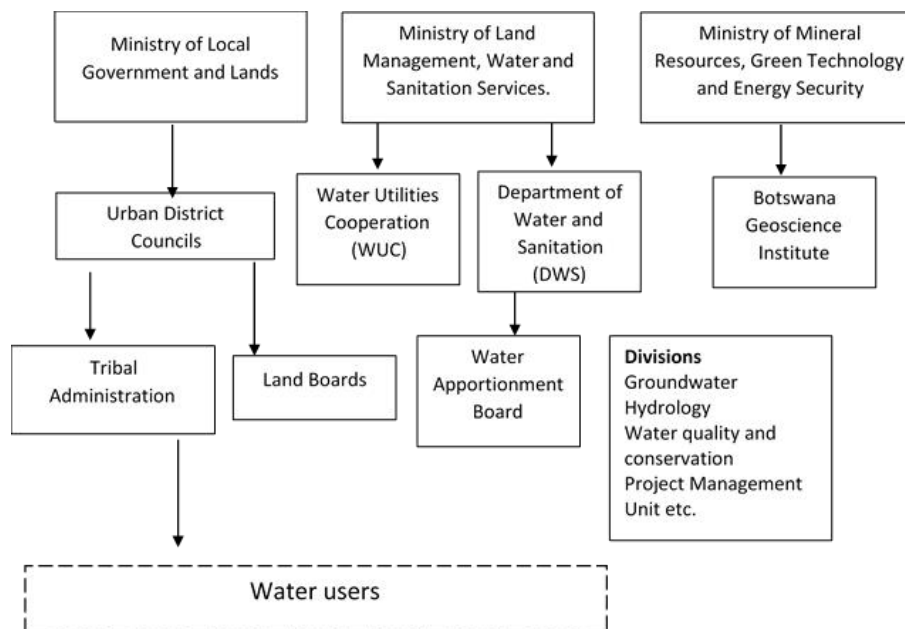 Ministry of Local
Government and Lands
Ministry of Land
Management, Water and
Sanitation Services.
Ministry of Mineral
Resources, Green Technology
and Energy Security
Urban District
Councils
Water Utilities
Cooperation
(WUC)
Department of
Water and
Sanitation
(DWS)
Botswana
Geoscience
Institute
Tribal
Administration
Land Boards
Water
Apportionment
Board
Divisions
Groundwater
Hydrology
Water quality and
conservation
Project Management
Unit etc.
Water users